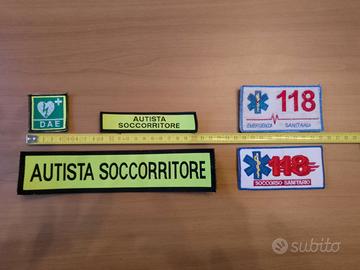 DAE
AUTISTA
SOCCORRITORE
118
EMERGENZA SANITARIA
AUTISTA SOCCORRITORE
118
SOCCORSO SANITARIO
subito